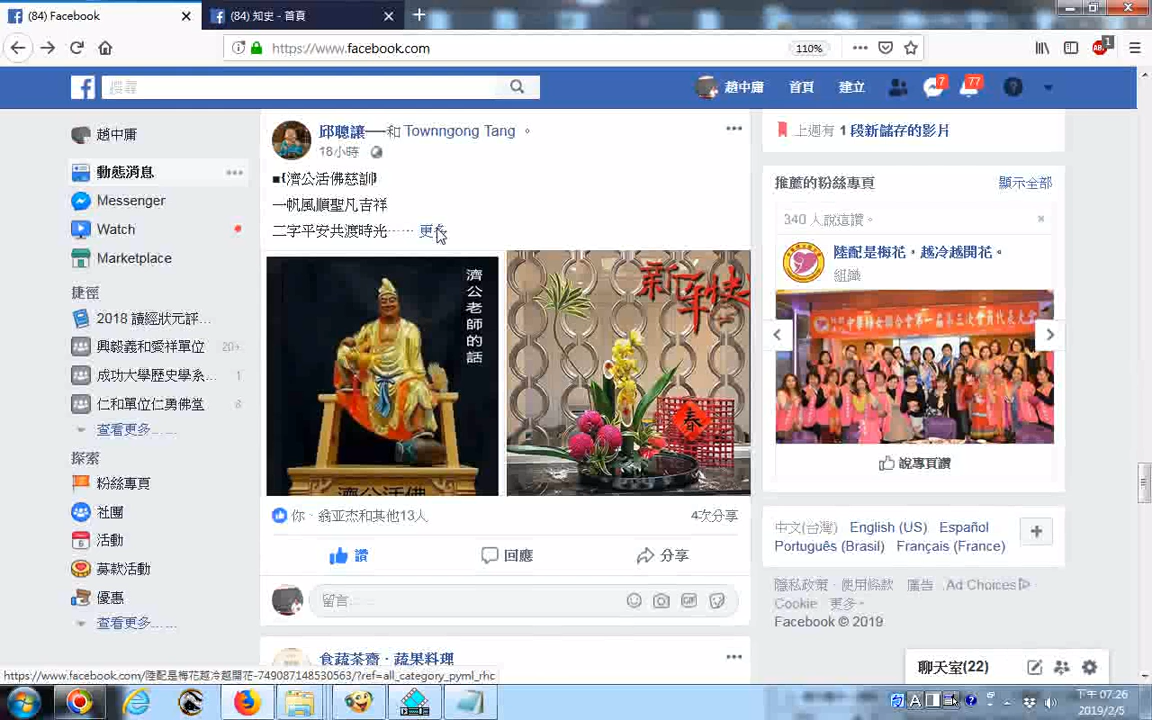 (84) Facebook
(84) 知史 - 首頁
https://www.facebook.com
110%
1
搜尋
趙中庸
首頁
建立
7
77
趙中庸
動態消息
Messenger
Watch
Marketplace
捷徑
2018 讀經狀元評...
興毅義和愛祥單位
20+
成功大學歷史學系...
1
仁和單位仁勇佛堂
查看更多......
探索
粉絲專頁
社團
活動
6
募款活動
優惠
查看更多......
邱聰讓──和 Townngong Tang 。
18小時
■{濟公活佛慈訓}
一帆風順聖凡吉祥
二字平安共渡時光…… 更多
濟公老師的話
濟公活佛
新年快
春
你、翁亚杰和其他13人
4次分享
讚
回應
分享
留言......
GIF
食蔬茶齋．蔬果料理
上週有 1 段新儲存的影片
推薦的粉絲專頁
顯示全部
340 人說這讚。
陸配是梅花，越冷越開花。
組織
說專頁讚
中文(台灣) English (US) Español
Português (Brasil) Français (France)
隱私政策 · 使用條款 · 廣告 · Ad Choices
Cookie · 更多
Facebook © 2019
聊天室(22)
https://www.facebook.com/陸配是梅花越冷越開花-749087148530563/?ref=all_category_pyml_rhc
下午 07:26
2019/2/5